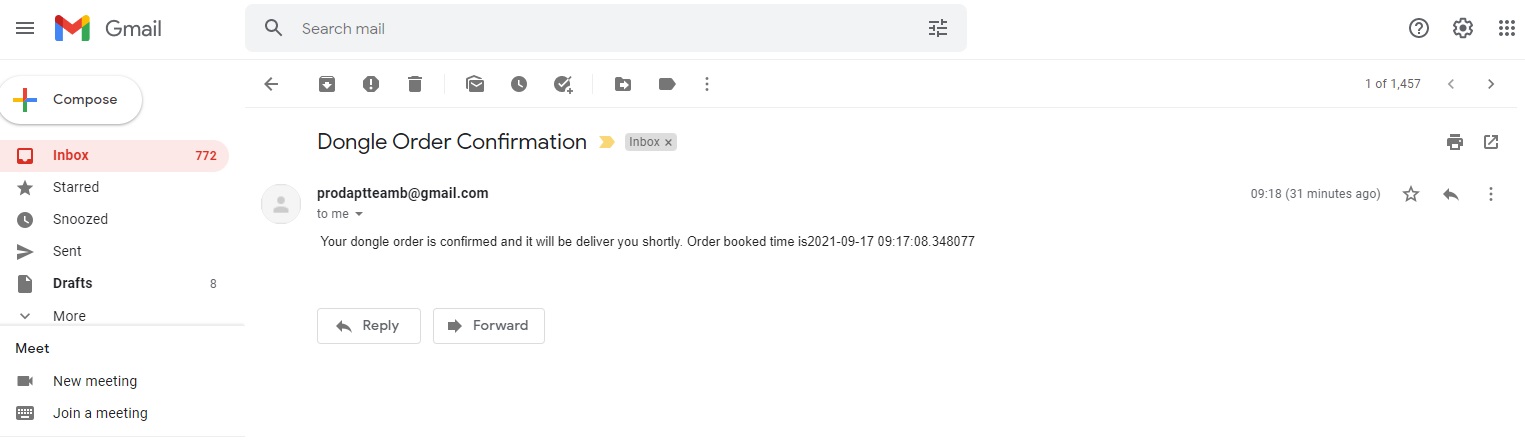 Gmail
Search mail
Compose
1 of 1,457
Dongle Order Confirmation Inbox ×
Inbox 772
Starred
Snoozed
Sent
Drafts 8
More
prodaptteamb@gmail.com 09:18 (31 minutes ago)
to me
Your dongle order is confirmed and it will be deliver you shortly. Order booked time is2021-09-17 09:17:08.348077
Reply Forward
Meet
New meeting
Join a meeting